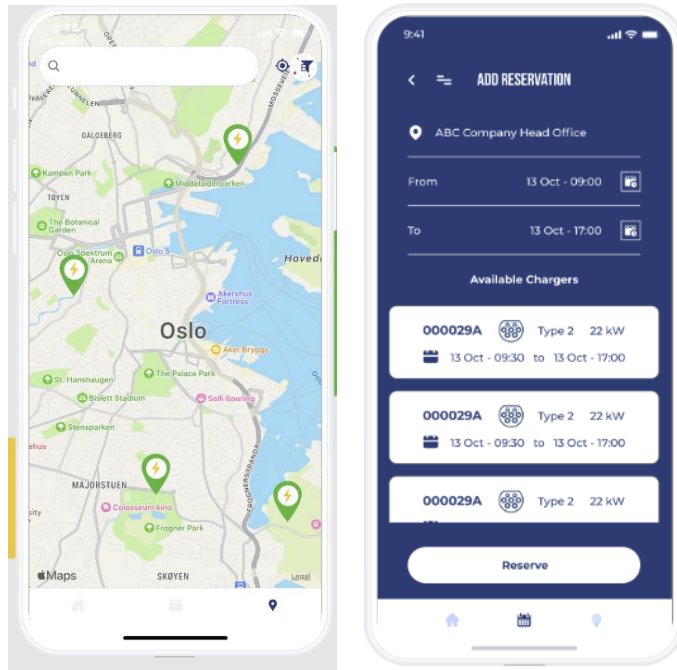 OALGEBERG
MOSSEVEIEN
Kampen Park
Middelalderparken
TØYEN
The Botanical
Garden
Oslo Spektrum
Arena
Oslo S
Hoved
Akershus
Fortress
Oslo
Aker Brygge
The Palace Park
St. Hanshaugen
Bislett Stadium
Solli Bowling
Stensparken
FROGNERSTRANDA
MAJORSTUEN
Colosseum kino
Frogner Park
Maps
SKØYEN
Legal
9:41
ADD RESERVATION
ABC Company Head Office
From 13 Oct - 09:00
To 13 Oct - 17:00
Available Chargers
000029A Type 2 22 kW
13 Oct - 09:30 to 13 Oct - 17:00
000029A Type 2 22 kW
13 Oct - 09:30 to 13 Oct - 17:00
000029A Type 2 22 kW
Reserve